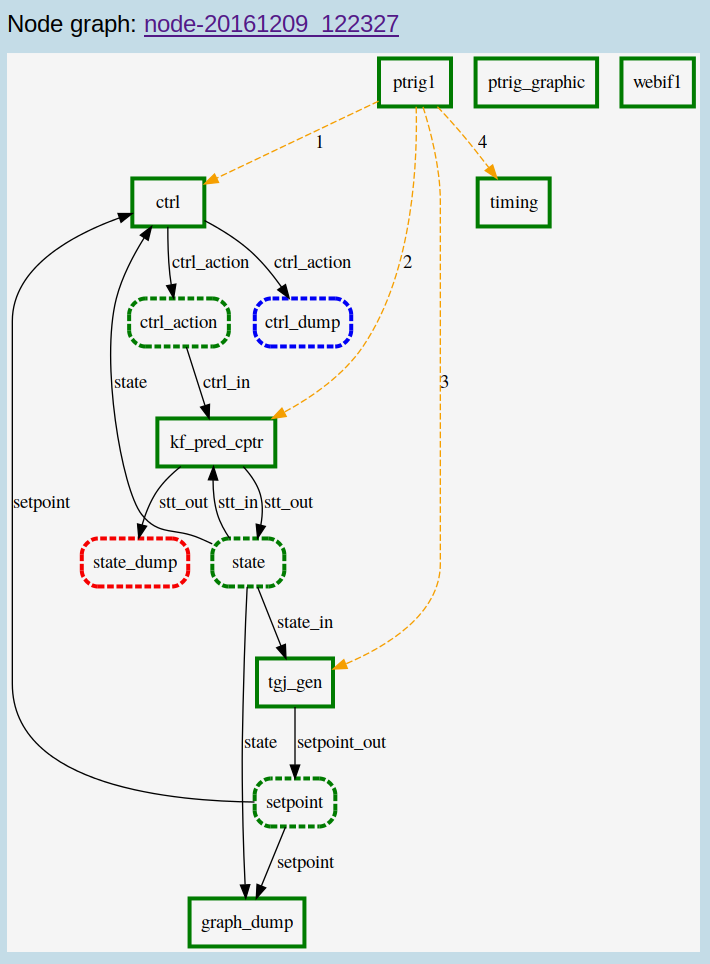 Node graph: node-20161209_122327
ptrig1
ptrig_graphic
webif1
1
4
ctrl
timing
ctrl_action
ctrl_action
2
ctrl_action
ctrl_dump
state
ctrl_in
3
kf_pred_cptr
setpoint
stt_out
stt_in
stt_out
state_dump
state
state_in
tgj_gen
state
setpoint_out
setpoint
setpoint
graph_dump